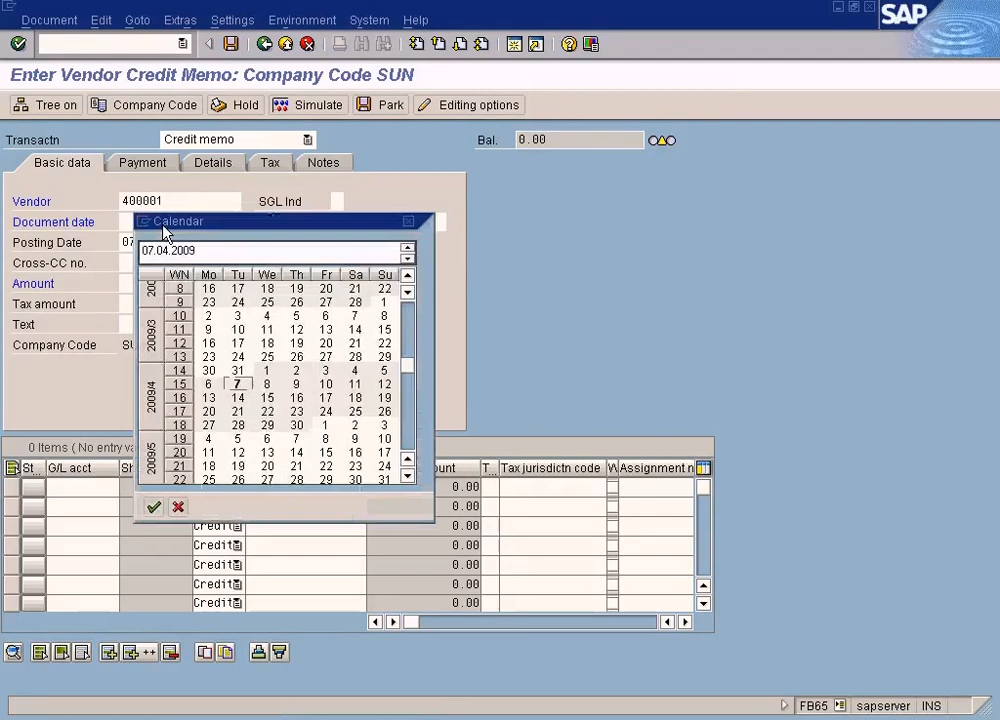 Document Edit Goto Extras Settings Environment System Help
SAP
Enter Vendor Credit Memo: Company Code SUN
Tree on Company Code Hold Simulate Park Editing options
Transactn Credit memo Bal. 0.00
Basic data Payment Details Tax Notes
Vendor 400001 SGL Ind
Document date
Posting Date 07
Cross-CC no.
Amount
Tax amount
Text
Company Code SU
Calendar
07.04.2009
WN Mo Tu We Th Fr Sa Su
200 8 16 17 18 19 20 21 22
9 23 24 25 26 27 28 1
2009/3 10 2 3 4 5 6 7 8
11 9 10 11 12 13 14 15
12 16 17 18 19 20 21 22
13 23 24 25 26 27 28 29
2009/4 14 30 31 1 2 3 4 5
15 6 7 8 9 10 11 12
16 13 14 15 16 17 18 19
17 20 21 22 23 24 25 26
18 27 28 29 30 1 2 3
2009/5 19 4 5 6 7 8 9 10
20 11 12 13 14 15 16 17
21 18 19 20 21 22 23 24
22 25 26 27 28 29 30 31
0 Items ( No entry va
St... G/L acct Sh ount T... Tax jurisdictn code W Assignment n
0.00
0.00
Credit 0.00
Credit 0.00
Credit 0.00
Credit 0.00
Credit 0.00
FB65 sapserver INS